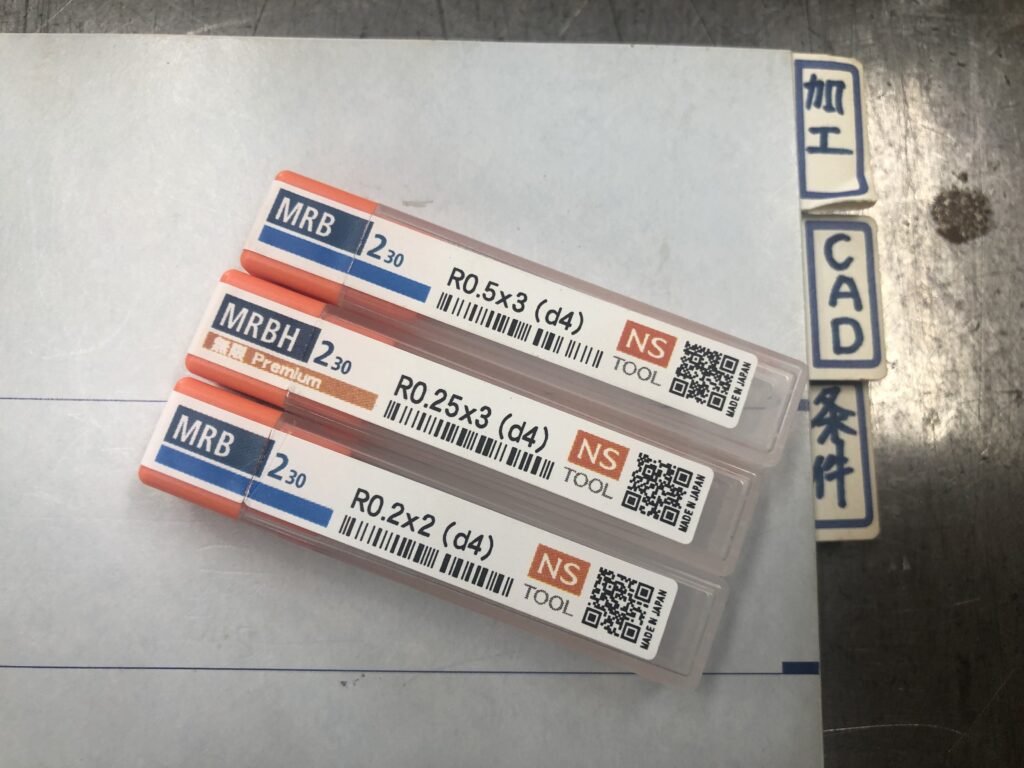 MRB
2 30
R0.5x3 (d4)
NS
TOOL
MADE IN JAPAN
MRBH
無限 Premium
2 30
R0.25x3 (d4)
NS
TOOL
MADE IN JAPAN
MRB
2 30
R0.2x2 (d4)
NS
TOOL
MADE IN JAPAN
加工
CAD
条件